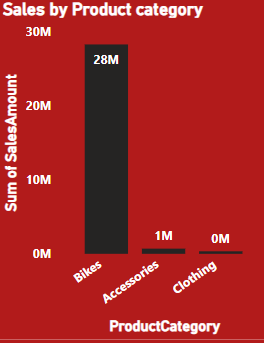 Sales by Product category
30M
28M
20M
10M
1M
0M
0M
Sum of SalesAmount
Bikes
Accessories
Clothing
ProductCategory